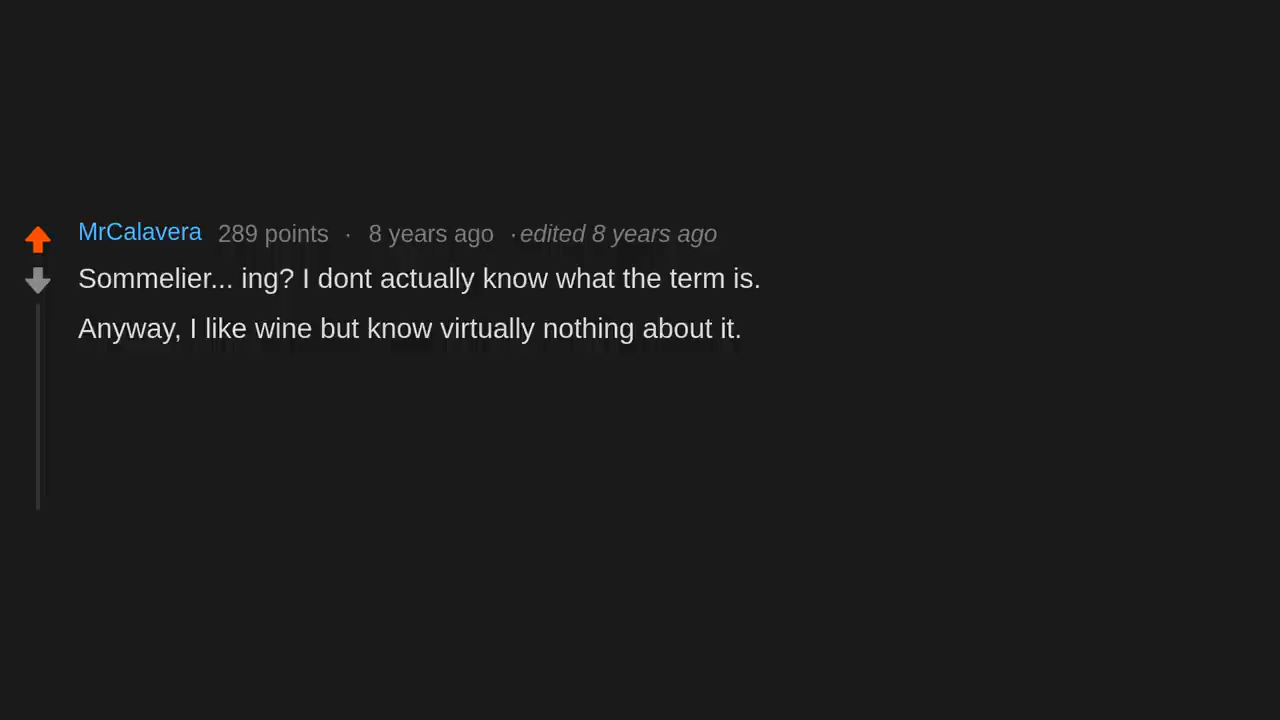 MrCalavera 289 points · 8 years ago · edited 8 years ago
Sommelier... ing? I dont actually know what the term is.
Anyway, I like wine but know virtually nothing about it.